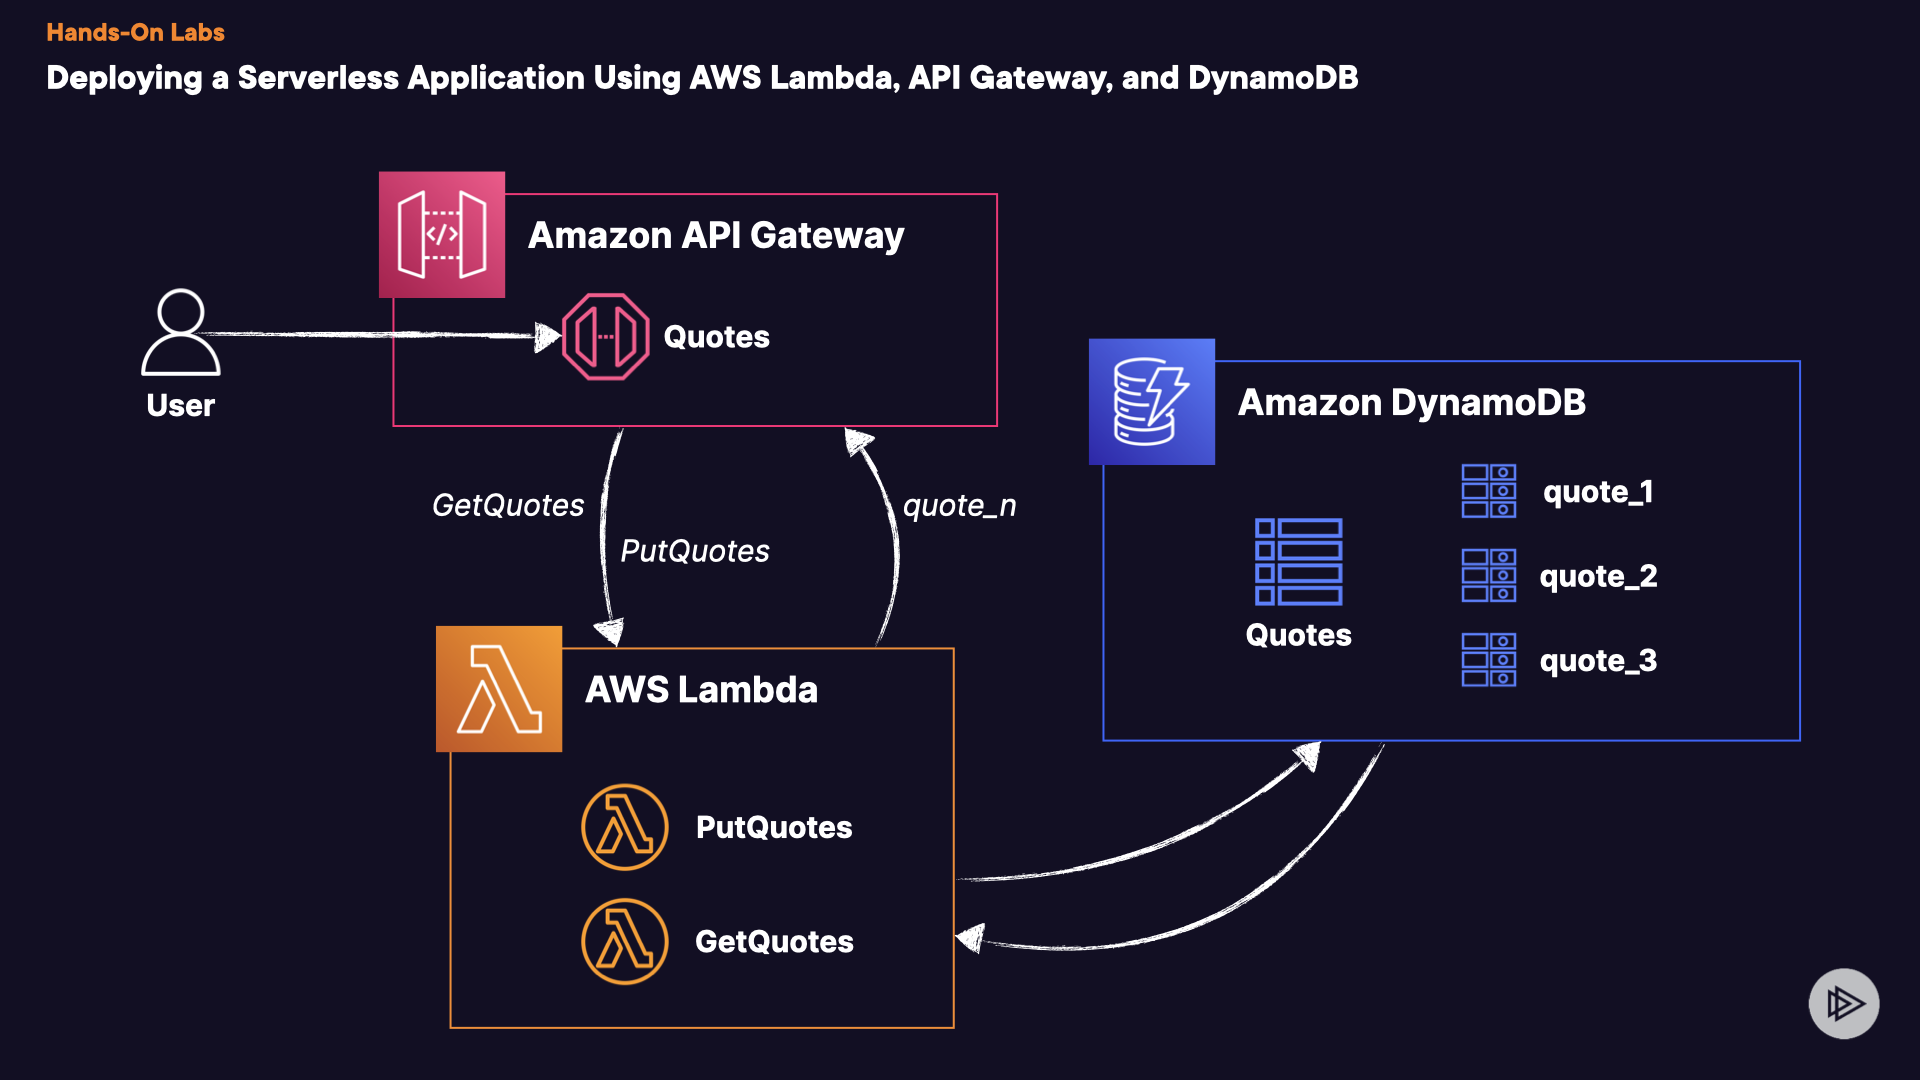 Hands-On Labs
Deploying a Serverless Application Using AWS Lambda, API Gateway, and DynamoDB
Amazon API Gateway
</>
Quotes
User
GetQuotes
PutQuotes
quote_n
Amazon DynamoDB
quote_1
quote_2
quote_3
Quotes
AWS Lambda
PutQuotes
GetQuotes